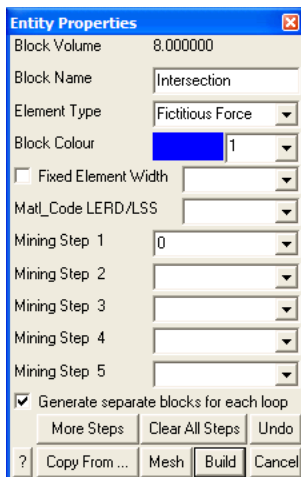 Entity Properties
Block Volume 8.000000
Block Name Intersection
Element Type Fictitious Force
Block Colour 1
Fixed Element Width
Matl_Code LERD/LSS
Mining Step 1 0
Mining Step 2
Mining Step 3
Mining Step 4
Mining Step 5
Generate separate blocks for each loop
More Steps Clear All Steps Undo
? Copy From ... Mesh Build Cancel